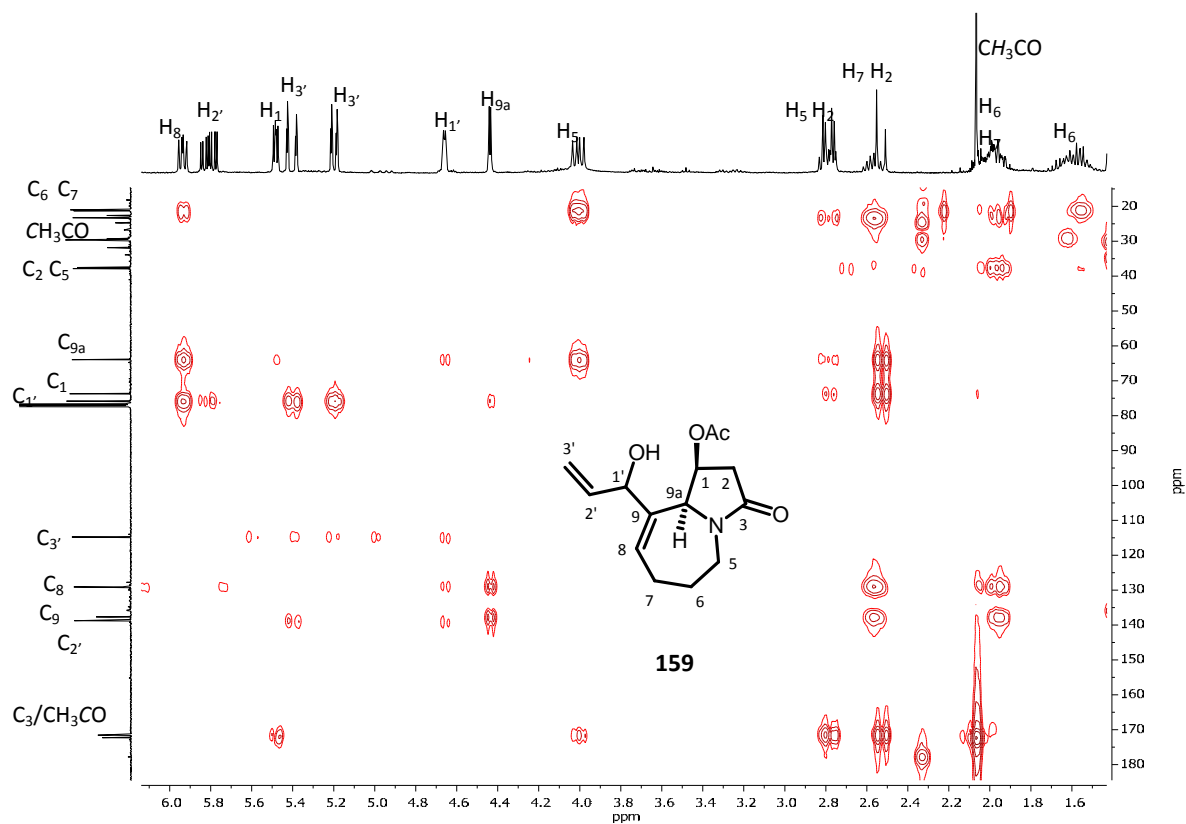 CH₃CO
H₇ H₂
H₃'
H₃'
H₉ₐ
H₈
H₂'
H₁
H₁'
H₅
H₅ H₂
H₆
H₇
H₆
C₆ C₇
CH₃CO
C₂ C₅
C₉ₐ
C₁
C₁'
C₃'
C₈
C₉
C₂'
C₃/CH₃CO
OAc
3'
OH
1'
1
2
9a
2'
9
N
3
O
H
8
5
7
6
159
20
30
40
50
60
70
80
90
100
110
120
130
140
150
160
170
180
ppm
6.0 5.8 5.6 5.4 5.2 5.0 4.8 4.6 4.4 4.2 4.0 3.8 3.6 3.4 3.2 3.0 2.8 2.6 2.4 2.2 2.0 1.8 1.6
ppm